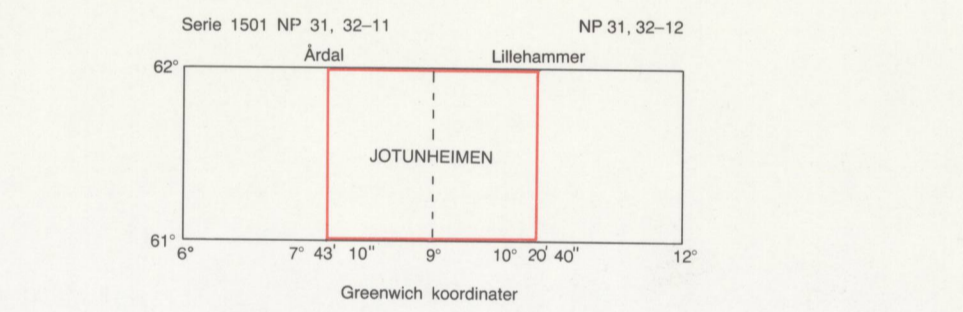 Serie 1501 NP 31, 32–11 NP 31, 32–12
Årdal Lillehammer
62°
JOTUNHEIMEN
61°
6° 7° 43' 10" 9° 10° 20' 40" 12°
Greenwich koordinater